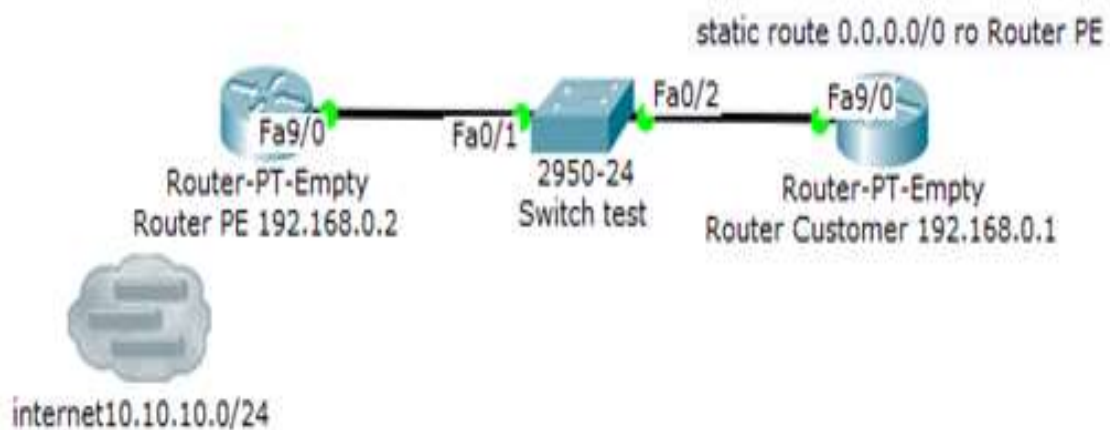 static route 0.0.0.0/0 ro Router PE
Fa9/0
Fa0/1
Fa0/2
Fa9/0
Router-PT-Empty
Router PE 192.168.0.2
2950-24
Switch test
Router-PT-Empty
Router Customer 192.168.0.1
internet10.10.10.0/24